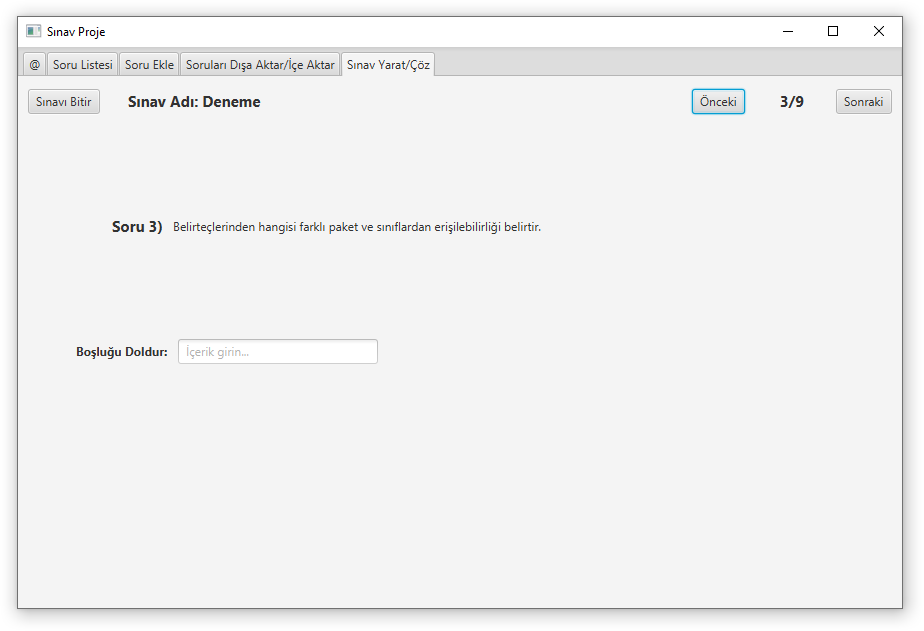 Sınav Proje
@ Soru Listesi Soru Ekle Soruları Dışa Aktar/İçe Aktar Sınav Yarat/Çöz
Sınavı Bitir Sınav Adı: Deneme Önceki 3/9 Sonraki
Soru 3) Belirteçlerinden hangisi farklı paket ve sınıflardan erişilebilirliği belirtir.
Boşluğu Doldur: İçerik girin...